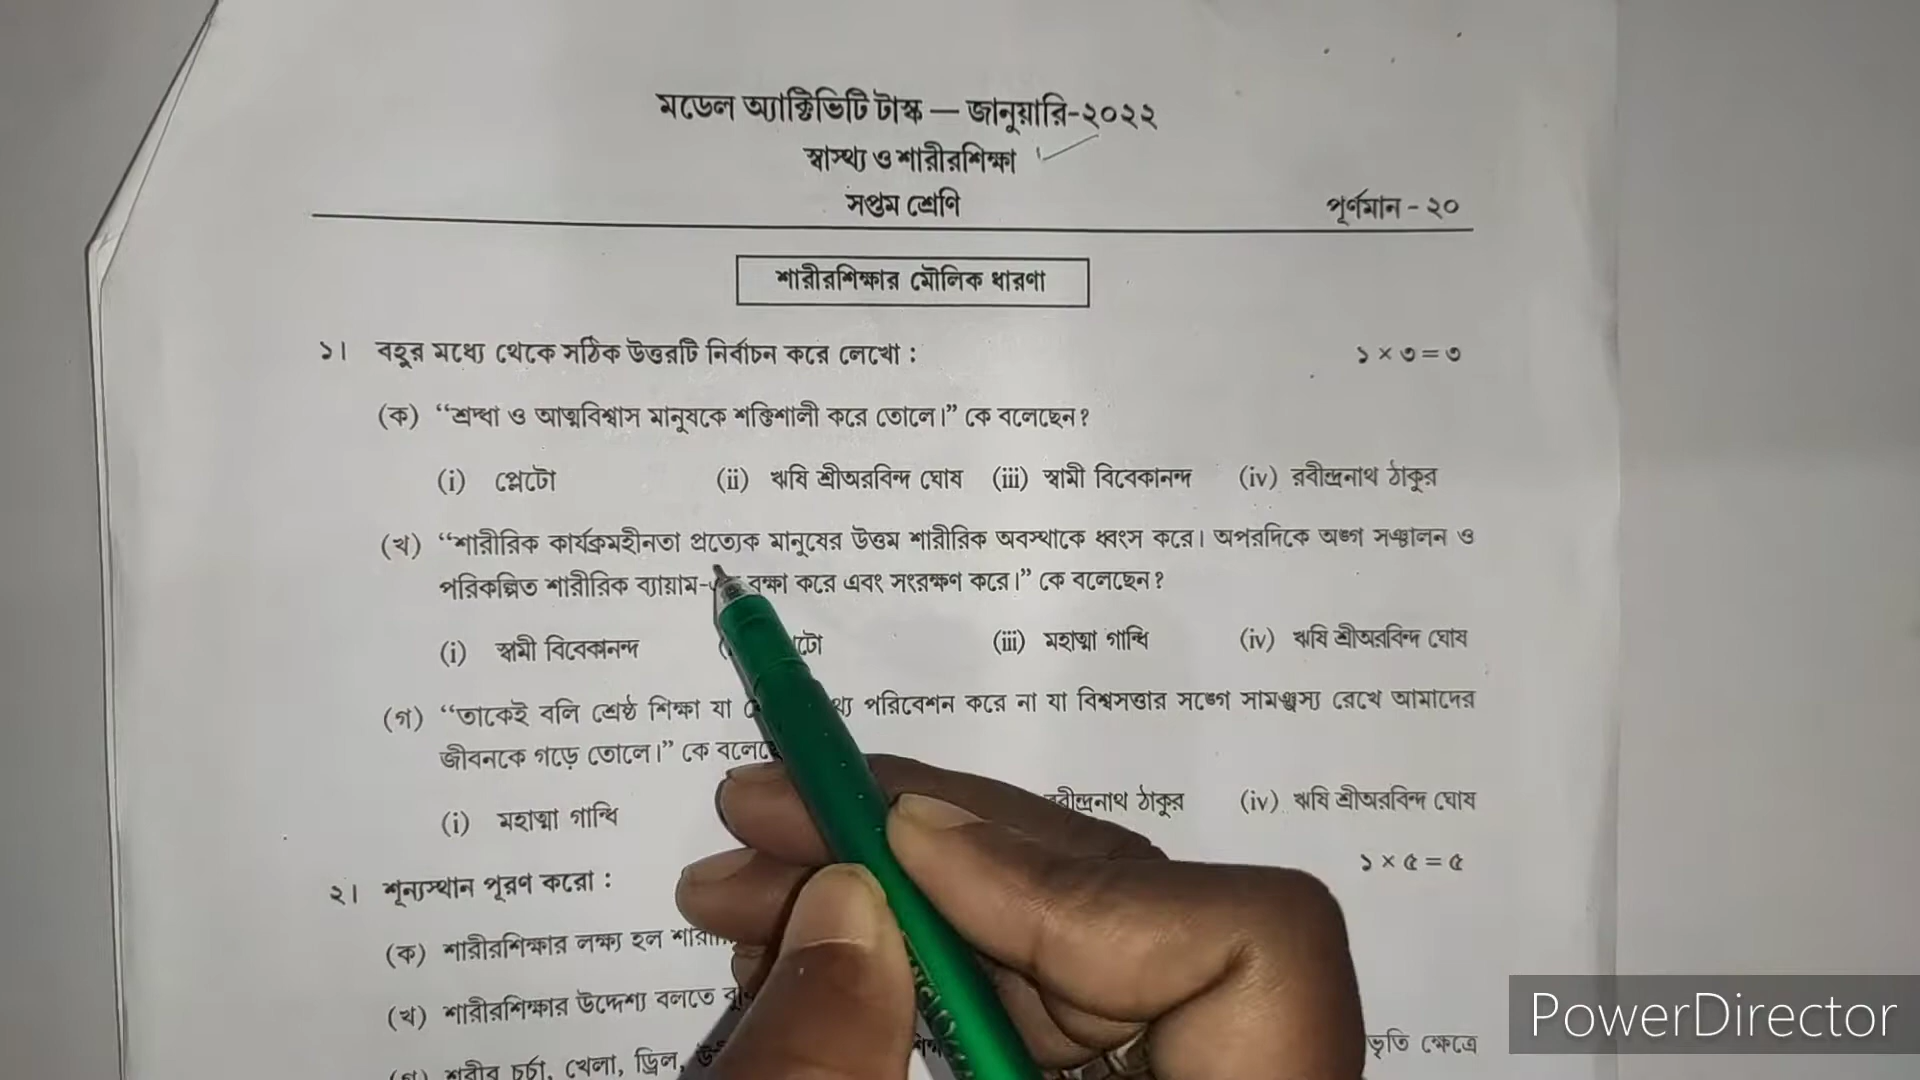 মডেল অ্যাক্টিভিটি টাস্ক — জানুয়ারি-২০২২
স্বাস্থ্য ও শারীরশিক্ষা
সপ্তম শ্রেণি
পূর্ণমান - ২০
শারীরশিক্ষার মৌলিক ধারণা
১। বহুর মধ্যে থেকে সঠিক উত্তরটি নির্বাচন করে লেখো : ১ × ৩ = ৩
(ক) “শ্রদ্ধা ও আত্মবিশ্বাস মানুষকে শক্তিশালী করে তোলে।” কে বলেছেন?
(i) প্লেটো (ii) ঋষি শ্রীঅরবিন্দ ঘোষ (iii) স্বামী বিবেকানন্দ (iv) রবীন্দ্রনাথ ঠাকুর
(খ) “শারীরিক কার্যক্রমহীনতা প্রত্যেক মানুষের উত্তম শারীরিক অবস্থাকে ধ্বংস করে। অপরদিকে অঙ্গ সঞ্চালন ও
পরিকল্পিত শারীরিক ব্যায়াম- রক্ষা করে এবং সংরক্ষণ করে।” কে বলেছেন?
(i) স্বামী বিবেকানন্দ (iii) মহাত্মা গান্ধি (iv) ঋষি শ্রীঅরবিন্দ ঘোষ
(গ) “তাকেই বলি শ্রেষ্ঠ শিক্ষা যা পরিবেশন করে না যা বিশ্বসত্তার সঙ্গে সামঞ্জস্য রেখে আমাদের
জীবনকে গড়ে তোলে।” কে
(i) মহাত্মা গান্ধি রবীন্দ্রনাথ ঠাকুর (iv) ঋষি শ্রীঅরবিন্দ ঘোষ
২। শূন্যস্থান পূরণ করো : ১ × ৫ = ৫
(ক) শারীরশিক্ষার লক্ষ্য হল
(খ) শারীরশিক্ষার উদ্দেশ্য বলতে
(গ) শরীর চর্চা, খেলা, ড্রিল, ক্ষেত্রে
PowerDirector